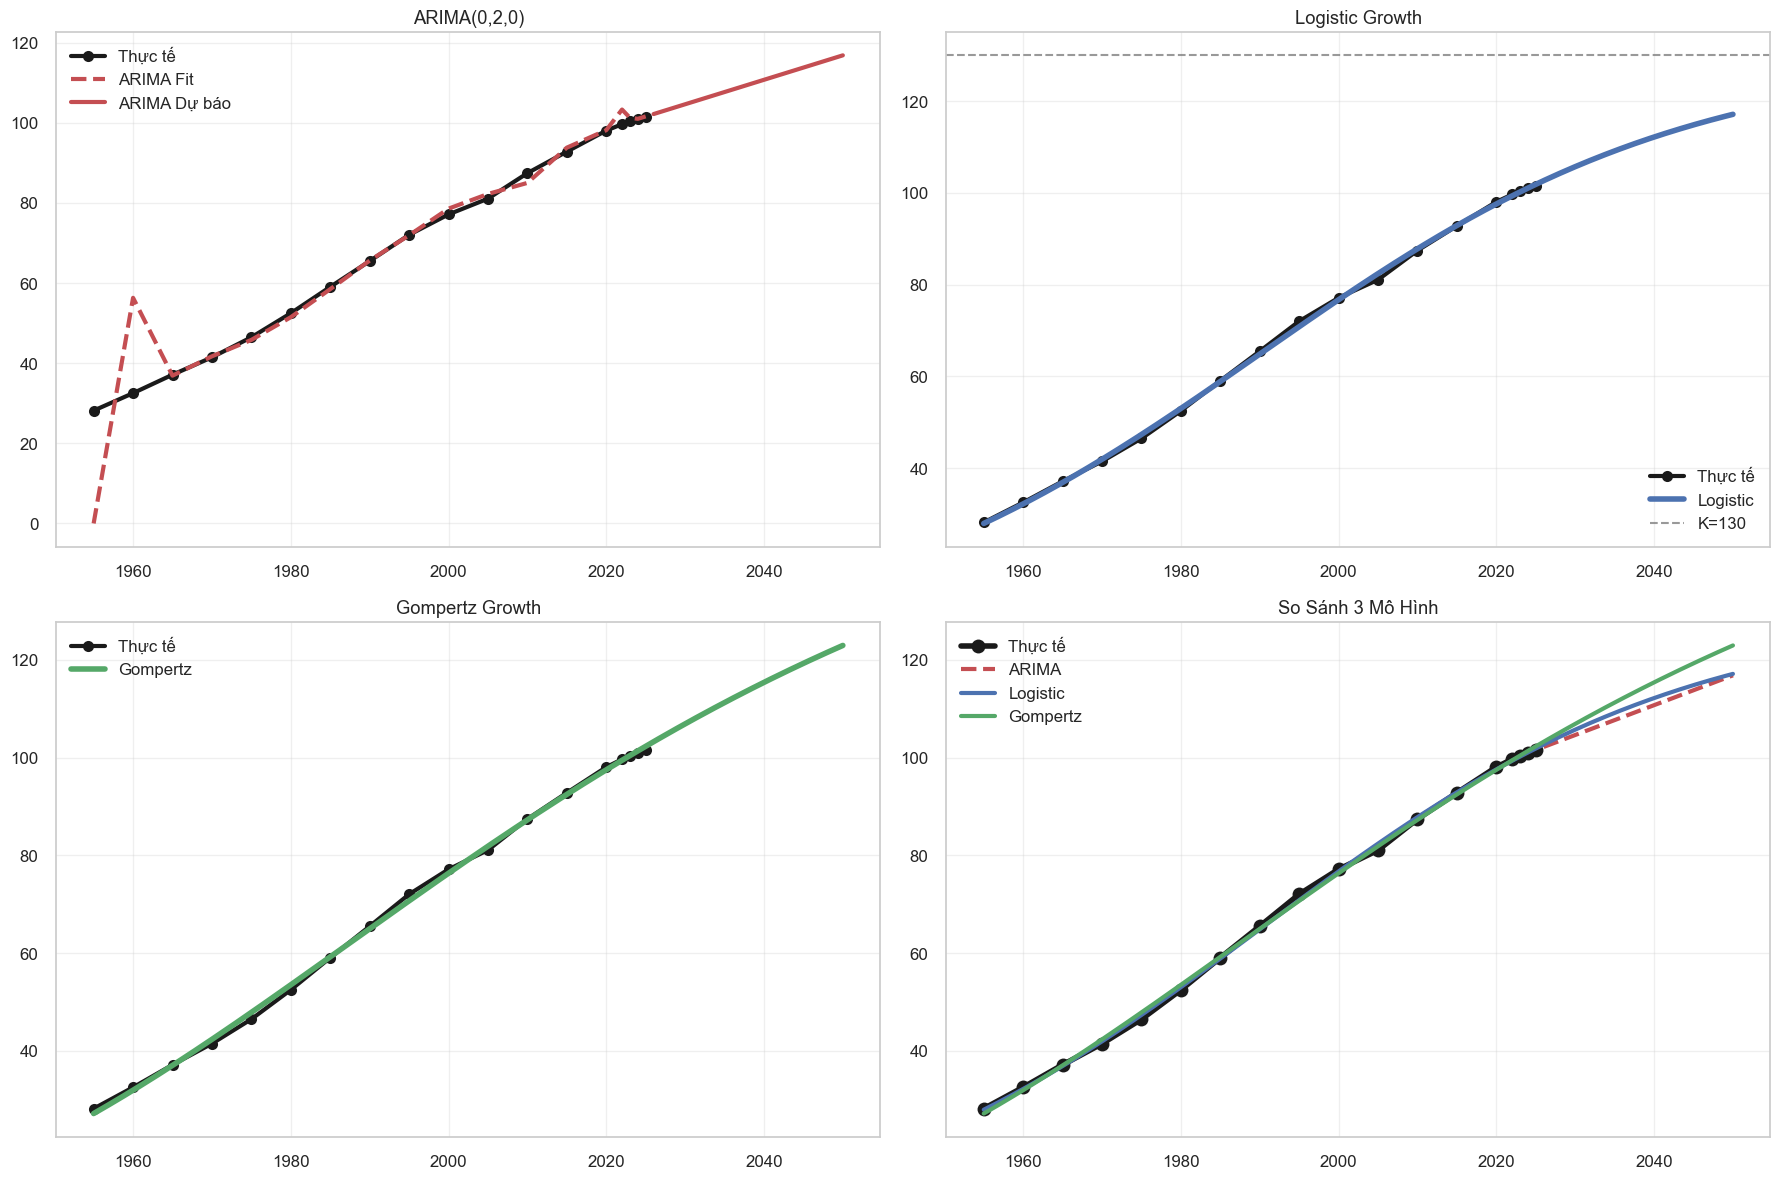 ARIMA(0,2,0)
120
100
80
60
40
20
0
Thực tế
ARIMA Fit
ARIMA Dự báo
1960
1980
2000
2020
2040
Logistic Growth
120
100
80
60
40
Thực tế
Logistic
K=130
1960
1980
2000
2020
2040
Gompertz Growth
120
100
80
60
40
Thực tế
Gompertz
1960
1980
2000
2020
2040
So Sánh 3 Mô Hình
120
100
80
60
40
Thực tế
ARIMA
Logistic
Gompertz
1960
1980
2000
2020
2040